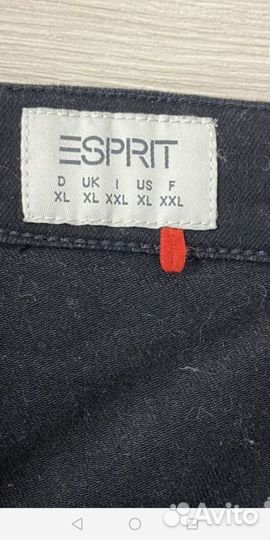 ESPRIT
D UK I US F
XL XL XXL XL XXL
Avito